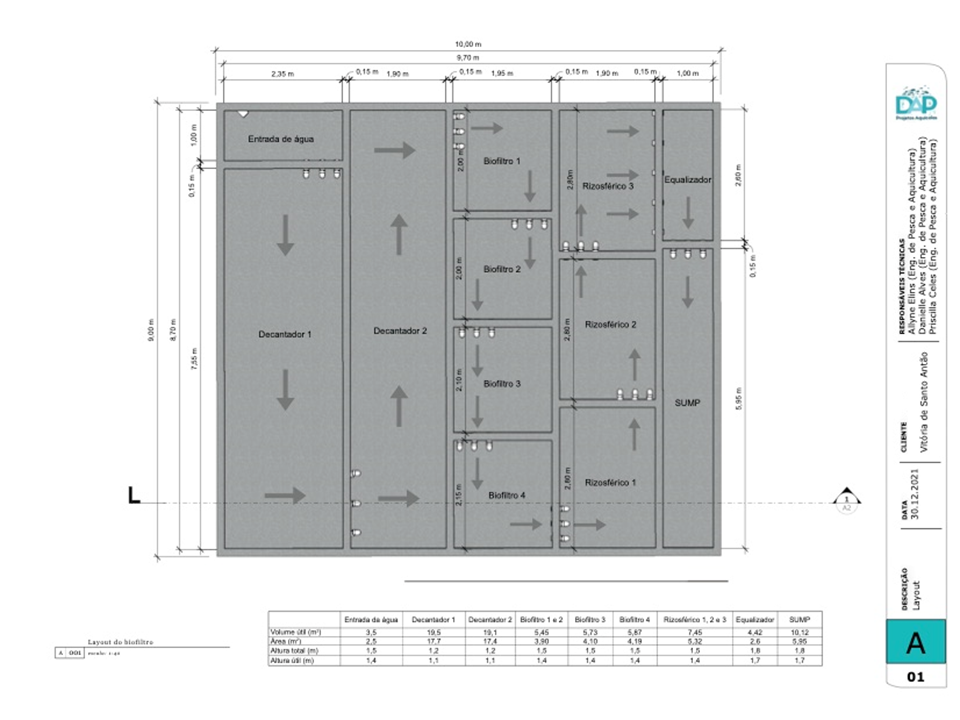 10,00 m
9,70 m
2,35 m
0,15 m
1,90 m
0,15 m
1,95 m
0,15 m
1,90 m
0,15 m
1,00 m
1,00 m
0,15 m
9,00 m
8,70 m
7,55 m
Entrada de água
Decantador 1
Decantador 2
Biofiltro 1
2,00 m
Biofiltro 2
2,00 m
Biofiltro 3
2,10 m
Biofiltro 4
2,15 m
Rizosférico 3
2,80m
Rizosférico 2
2,80 m
Rizosférico 1
2,80 m
Equalizador
SUMP
2,60 m
0,15 m
5,95 m
L
1
A2
Layout do biofiltro
A 001
Entrada da água Decantador 1 Decantador 2 Biofiltro 1 e 2 Biofiltro 3 Biofiltro 4 Rizosférico 1, 2 e 3 Equalizador SUMP
Volume útil (m³) 3,5 19,5 19,1 5,45 5,73 5,87 7,45 4,42 10,12
Área (m²) 2,5 17,7 17,4 3,90 4,10 4,19 5,32 2,6 5,95
Altura total (m) 1,5 1,2 1,2 1,5 1,5 1,5 1,5 1,8 1,8
Altura útil (m) 1,4 1,1 1,1 1,4 1,4 1,4 1,4 1,7 1,7
DAP
Projetos Aquícolas
RESPONSÁVEIS TÉCNICAS
Allyne Elins (Eng. de Pesca e Aquicultura)
Danielle Alves (Eng. de Pesca e Aquicultura)
Priscilla Celes (Eng. de Pesca e Aquicultura)
CLIENTE
Vitória de Santo Antão
DATA
30.12.2021
DESCRIÇÃO
Layout
A
01